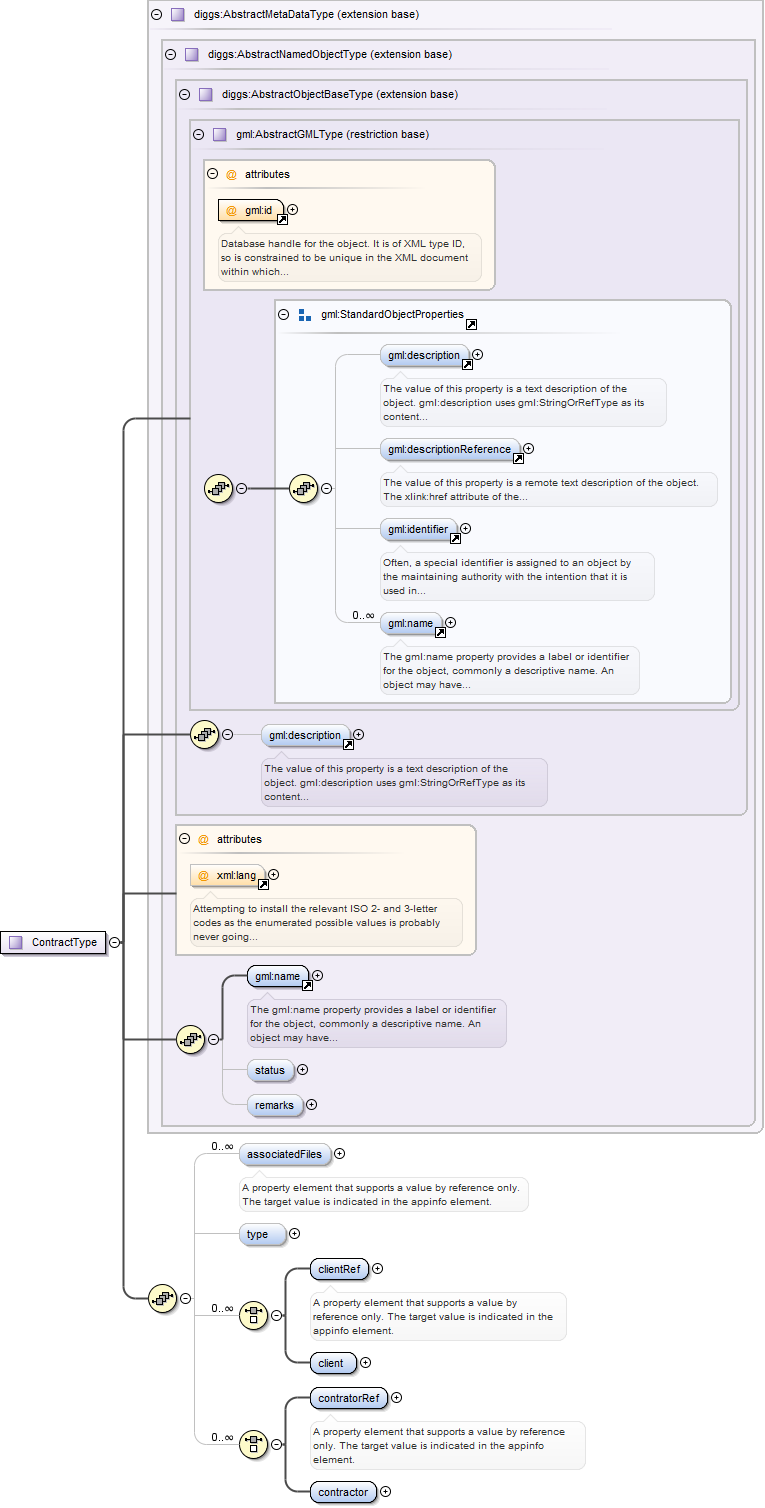 diggs:AbstractMetaDataType (extension base)
diggs:AbstractNamedObjectType (extension base)
diggs:AbstractObjectBaseType (extension base)
gml:AbstractGMLType (restriction base)
@ attributes
@ gml:id
Database handle for the object. It is of XML type ID,
so is constrained to be unique in the XML document
within which...
gml:StandardObjectProperties
gml:description
The value of this property is a text description of the
object. gml:description uses gml:StringOrRefType as its
content...
gml:descriptionReference
The value of this property is a remote text description of the object.
The xlink:href attribute of the...
gml:identifier
Often, a special identifier is assigned to an object by
the maintaining authority with the intention that it is
used in...
0..∞
gml:name
The gml:name property provides a label or identifier
for the object, commonly a descriptive name. An
object may have...
gml:description
The value of this property is a text description of the
object. gml:description uses gml:StringOrRefType as its
content...
@ attributes
@ xml:lang
Attempting to install the relevant ISO 2- and 3-letter
codes as the enumerated possible values is probably
never going...
ContractType
gml:name
The gml:name property provides a label or identifier
for the object, commonly a descriptive name. An
object may have...
status
remarks
0..∞
associatedFiles
A property element that supports a value by reference only.
The target value is indicated in the appinfo element.
type
clientRef
0..∞
A property element that supports a value by
reference only. The target value is indicated in the
appinfo element.
client
contratorRef
0..∞
A property element that supports a value by reference
only. The target value is indicated in the appinfo
element.
contractor